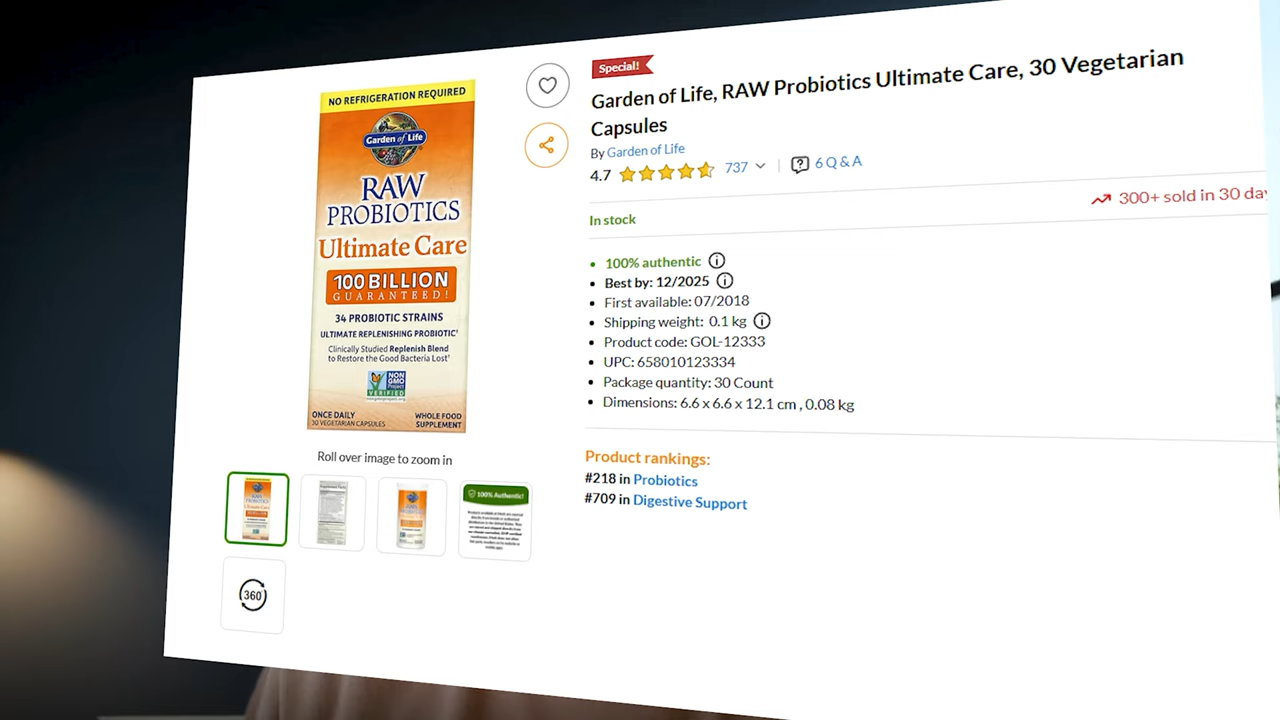 NO REFRIGERATION REQUIRED
Garden of Life
RAW
PROBIOTICS
Ultimate Care
100 BILLION
GUARANTEED!
34 PROBIOTIC STRAINS
ULTIMATE REPLENISHING PROBIOTIC†
Clinically Studied Replenish Blend
to Restore the Good Bacteria Lost†
NON
GMO
Project
VERIFIED
nongmoproject.org
ONCE DAILY
30 VEGETARIAN CAPSULES
WHOLE FOOD
SUPPLEMENT
Roll over image to zoom in
100% Authentic!
360
Special!
Garden of Life, RAW Probiotics Ultimate Care, 30 Vegetarian
Capsules
By Garden of Life
4.7 737 6 Q & A
300+ sold in 30 day
In stock
100% authentic
Best by: 12/2025
First available: 07/2018
Shipping weight: 0.1 kg
Product code: GOL-12333
UPC: 658010123334
Package quantity: 30 Count
Dimensions: 6.6 x 6.6 x 12.1 cm , 0.08 kg
Product rankings:
#218 in Probiotics
#709 in Digestive Support